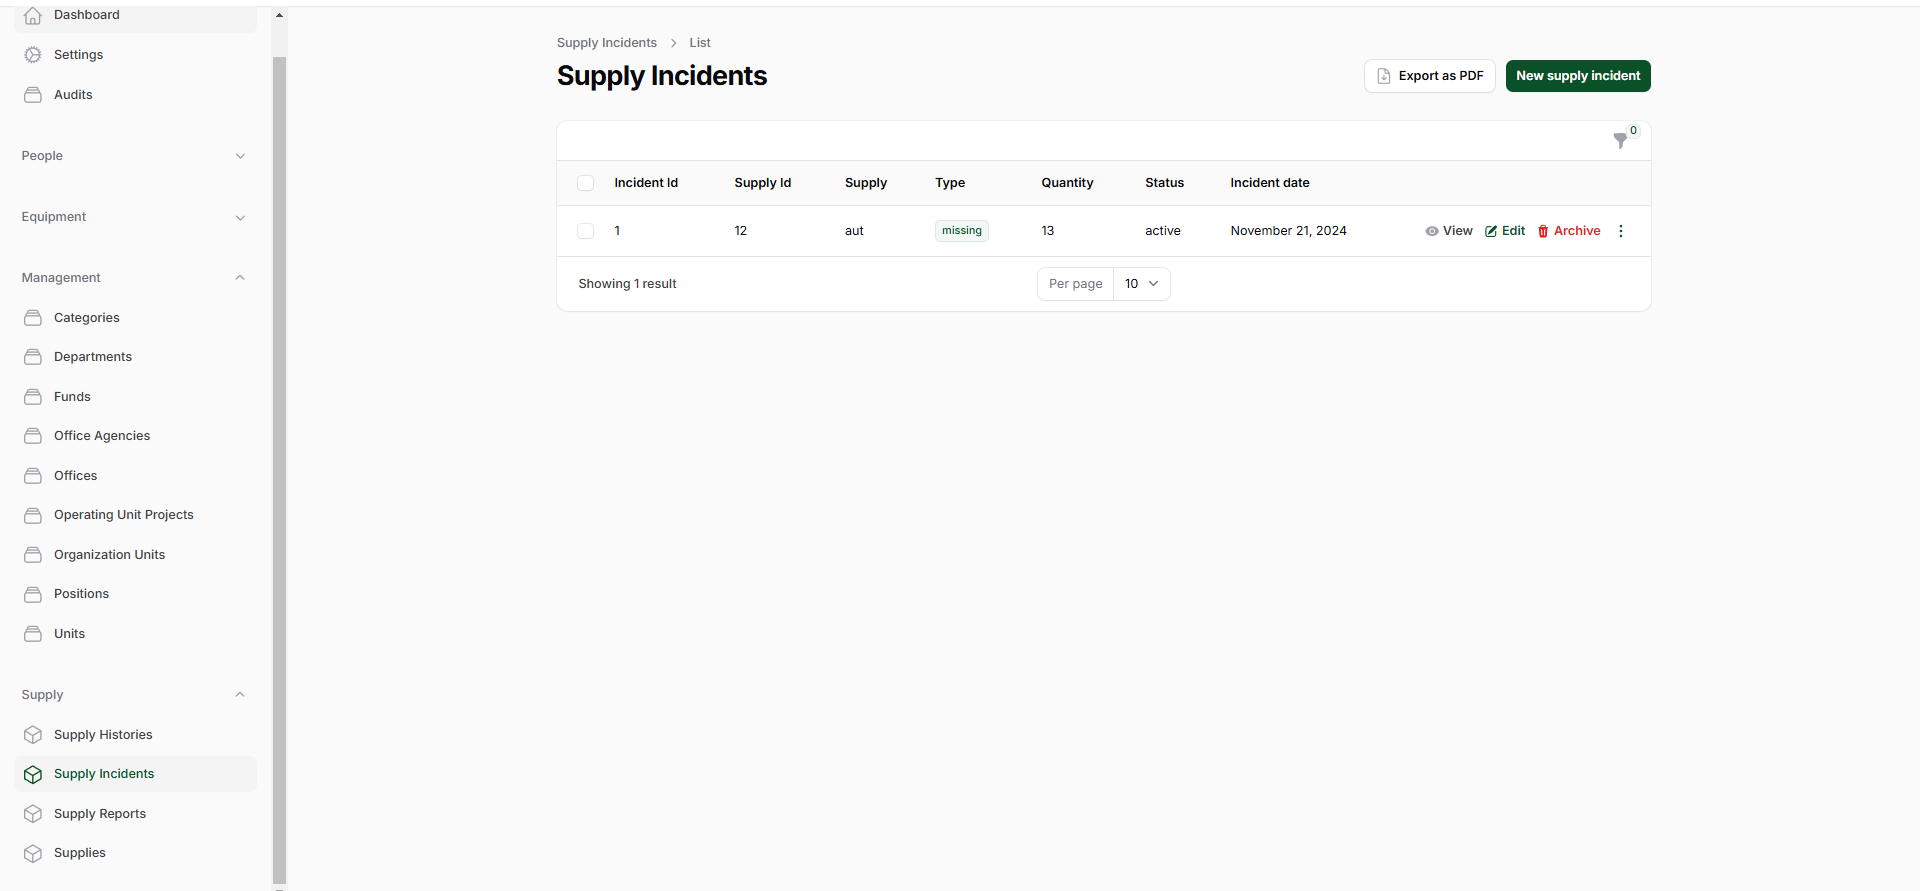 Dashboard
Settings
Audits
People
Equipment
Management
Categories
Departments
Funds
Office Agencies
Offices
Operating Unit Projects
Organization Units
Positions
Units
Supply
Supply Histories
Supply Incidents
Supply Reports
Supplies
Supply Incidents > List
Supply Incidents
Export as PDF
New supply incident
0
Incident Id Supply Id Supply Type Quantity Status Incident date
1 12 aut missing 13 active November 21, 2024 View Edit Archive
Showing 1 result
Per page 10